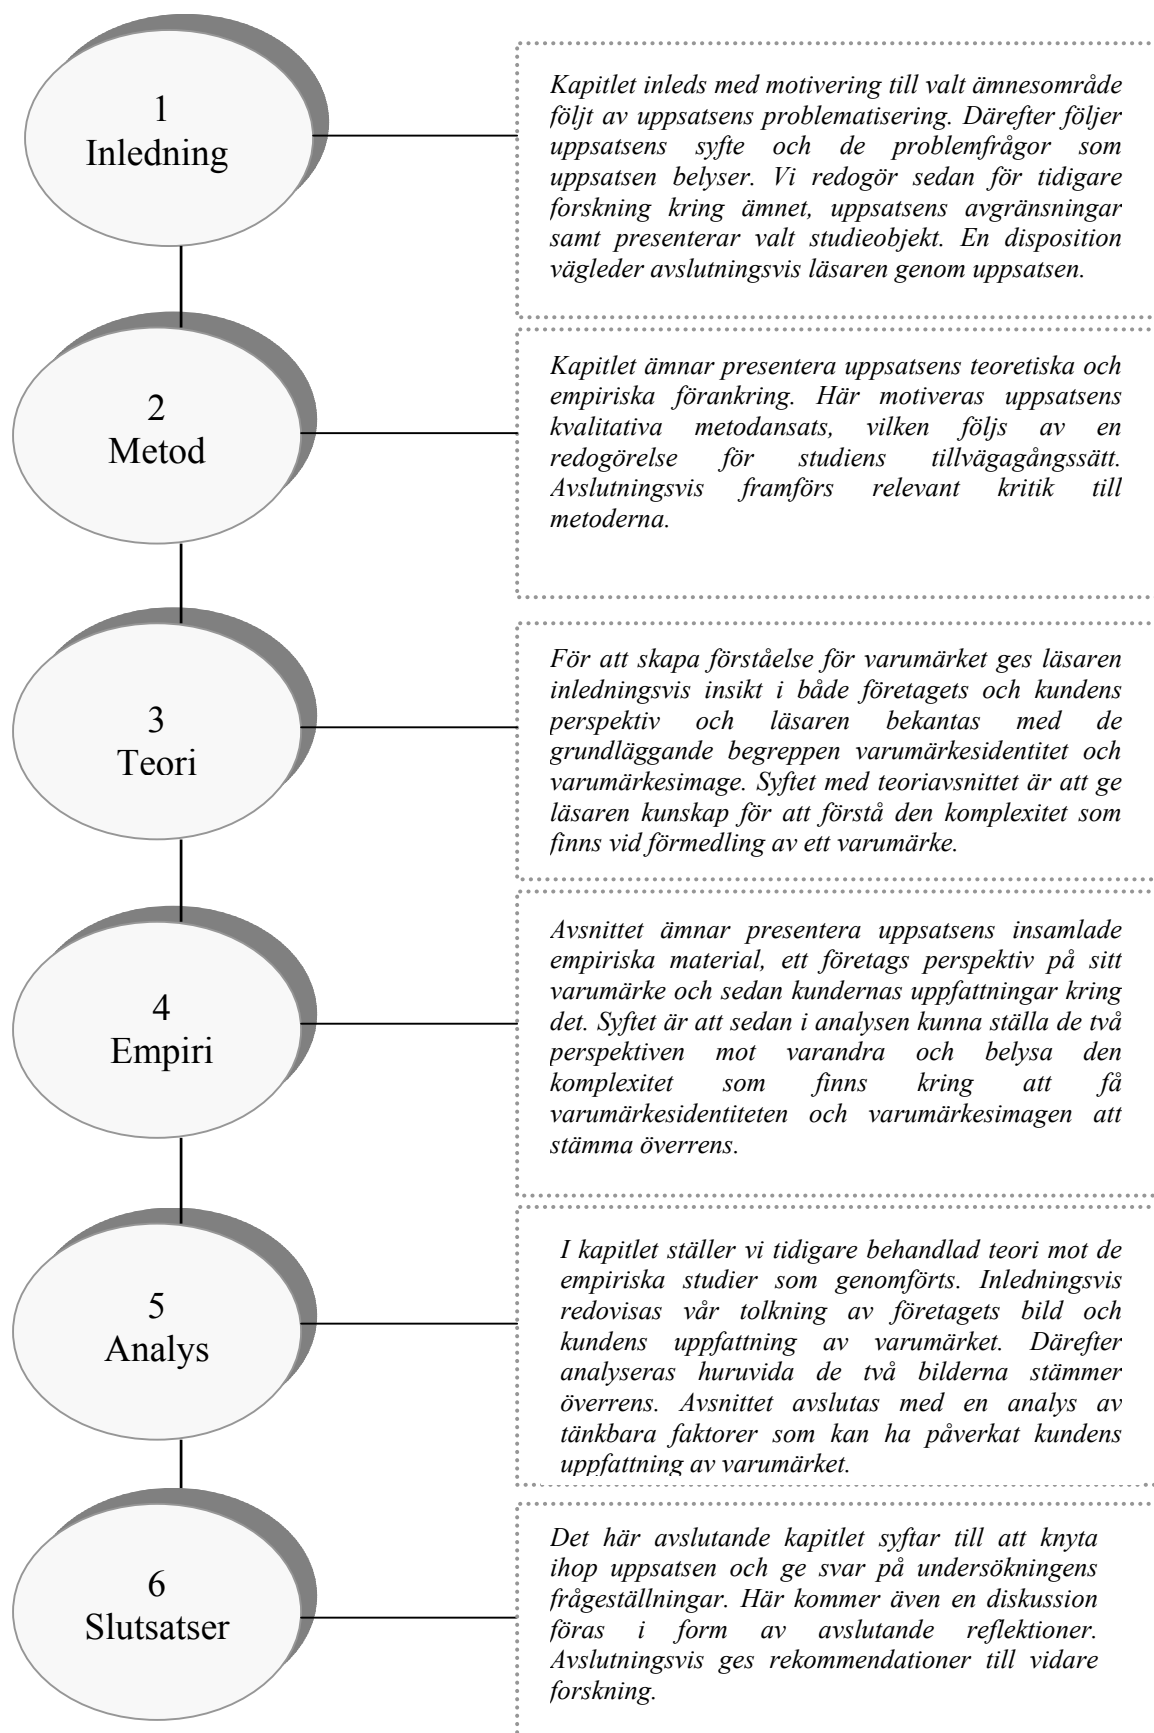 1
Inledning
Kapitlet inleds med motivering till valt ämnesområde
följt av uppsatsens problematisering. Därefter följer
uppsatsens syfte och de problemfrågor som
uppsatsen belyser. Vi redogör sedan för tidigare
forskning kring ämnet, uppsatsens avgränsningar
samt presenterar valt studieobjekt. En disposition
vägleder avslutningsvis läsaren genom uppsatsen.
2
Metod
Kapitlet ämnar presentera uppsatsens teoretiska och
empiriska förankring. Här motiveras uppsatsens
kvalitativa metodansats, vilken följs av en
redogörelse för studiens tillvägagångssätt.
Avslutningsvis framförs relevant kritik till
metoderna.
3
Teori
För att skapa förståelse för varumärket ges läsaren
inledningsvis insikt i både företagets och kundens
perspektiv och läsaren bekantas med de
grundläggande begreppen varumärkesidentitet och
varumärkesimage. Syftet med teoriavsnittet är att ge
läsaren kunskap för att förstå den komplexitet som
finns vid förmedling av ett varumärke.
4
Empiri
Avsnittet ämnar presentera uppsatsens insamlade
empiriska material, ett företags perspektiv på sitt
varumärke och sedan kundernas uppfattningar kring
det. Syftet är att sedan i analysen kunna ställa de två
perspektiven mot varandra och belysa den
komplexitet som finns kring att få
varumärkesidentiteten och varumärkesimagen att
stämma överrens.
5
Analys
I kapitlet ställer vi tidigare behandlad teori mot de
empiriska studier som genomförts. Inledningsvis
redovisas vår tolkning av företagets bild och
kundens uppfattning av varumärket. Därefter
analyseras huruvida de två bilderna stämmer
överrens. Avsnittet avslutas med en analys av
tänkbara faktorer som kan ha påverkat kundens
uppfattning av varumärket.
6
Slutsatser
Det här avslutande kapitlet syftar till att knyta
ihop uppsatsen och ge svar på undersökningens
frågeställningar. Här kommer även en diskussion
föras i form av avslutande reflektioner.
Avslutningsvis ges rekommendationer till vidare
forskning.